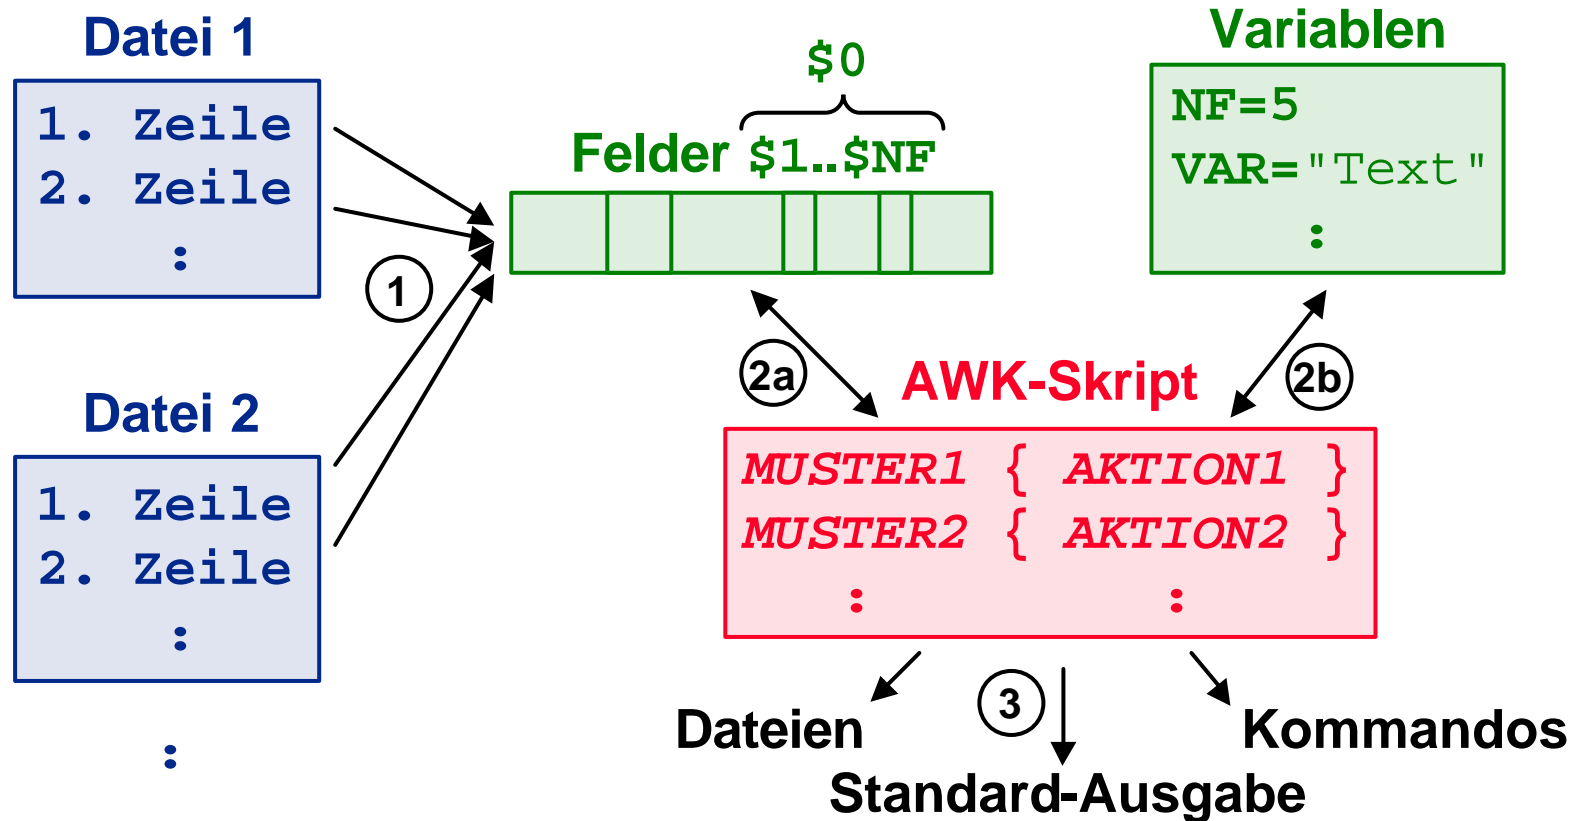 Datei 1
1. Zeile
2. Zeile
:
Datei 2
1. Zeile
2. Zeile
:
:
1
$0
Felder $1..$NF
Variablen
NF=5
VAR="Text"
:
2a
2b
AWK-Skript
MUSTER1 { AKTION1 }
MUSTER2 { AKTION2 }
: :
3
Dateien
Standard-Ausgabe
Kommandos